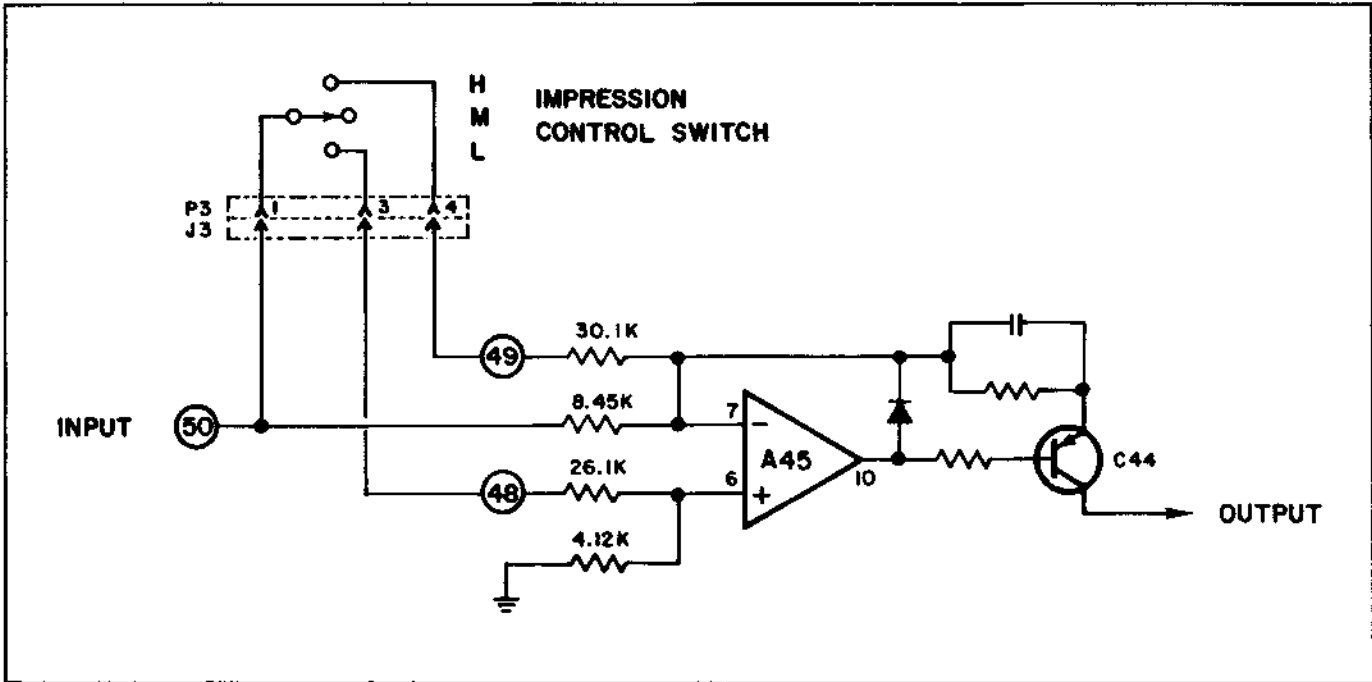 H
M
L
IMPRESSION
CONTROL SWITCH
P3 1 3 4
J3
49 30.1K
INPUT 50 8.45K
7
−
A45
10
6
+
48 26.1K
4.12K
C44
OUTPUT